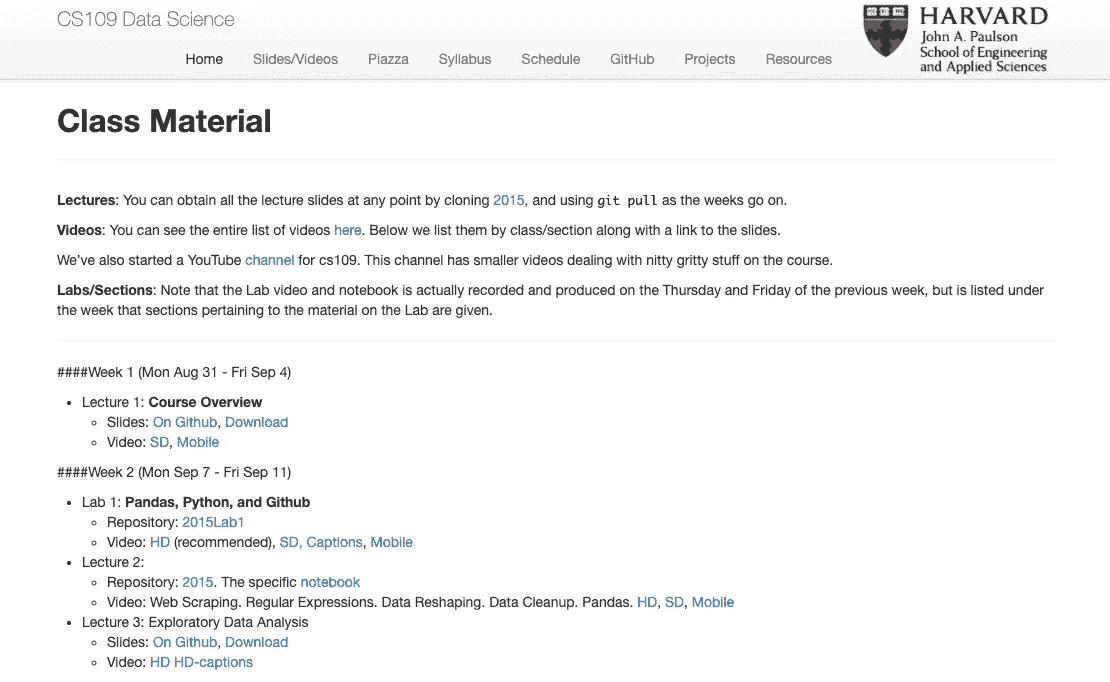 CS109 Data Science
HARVARD
John A. Paulson
School of Engineering
and Applied Sciences
Home Slides/Videos Piazza Syllabus Schedule GitHub Projects Resources
Class Material
Lectures: You can obtain all the lecture slides at any point by cloning 2015, and using git pull as the weeks go on.
Videos: You can see the entire list of videos here. Below we list them by class/section along with a link to the slides.
We've also started a YouTube channel for cs109. This channel has smaller videos dealing with nitty gritty stuff on the course.
Labs/Sections: Note that the Lab video and notebook is actually recorded and produced on the Thursday and Friday of the previous week, but is listed under
the week that sections pertaining to the material on the Lab are given.
####Week 1 (Mon Aug 31 - Fri Sep 4)
Lecture 1: Course Overview
Slides: On Github, Download
Video: SD, Mobile
####Week 2 (Mon Sep 7 - Fri Sep 11)
Lab 1: Pandas, Python, and Github
Repository: 2015Lab1
Video: HD (recommended), SD, Captions, Mobile
Lecture 2:
Repository: 2015. The specific notebook
Video: Web Scraping. Regular Expressions. Data Reshaping. Data Cleanup. Pandas. HD, SD, Mobile
Lecture 3: Exploratory Data Analysis
Slides: On Github, Download
Video: HD HD-captions